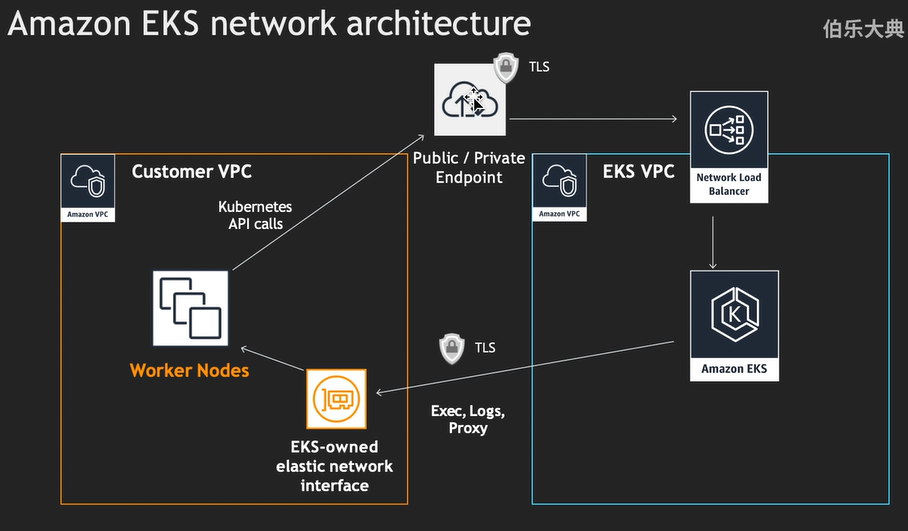 Amazon EKS network architecture
伯乐大典
TLS
Public / Private
Endpoint
Network Load
Balancer
Customer VPC
Amazon VPC
EKS VPC
Amazon VPC
Kubernetes
API calls
Worker Nodes
TLS
Amazon EKS
Exec, Logs,
Proxy
EKS-owned
elastic network
interface
K